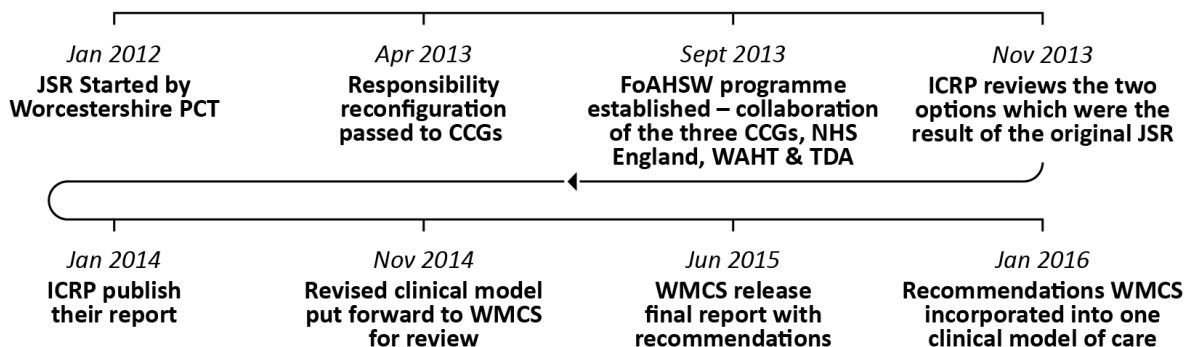 Jan 2012
JSR Started by
Worcestershire PCT
Apr 2013
Responsibility
reconfiguration
passed to CCGs
Sept 2013
FoAHSW programme
established – collaboration
of the three CCGs, NHS
England, WAHT & TDA
Nov 2013
ICRP reviews the two
options which were the
result of the original JSR
Jan 2014
ICRP publish
their report
Nov 2014
Revised clinical model
put forward to WMCS
for review
Jun 2015
WMCS release
final report with
recommendations
Jan 2016
Recommendations WMCS
incorporated into one
clinical model of care